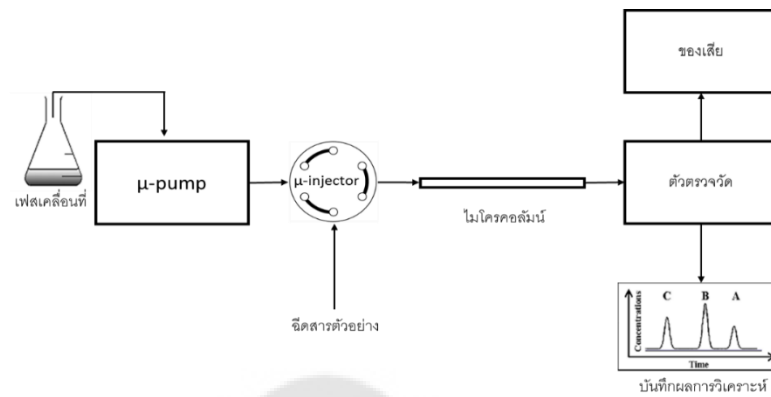 ของเสีย
เฟสเคลื่อนที่
μ-pump
μ-injector
ไมโครคอลัมน์
ตัวตรวจวัด
ฉีดสารตัวอย่าง
C B A
Concentrations
Time
บันทึกผลการวิเคราะห์